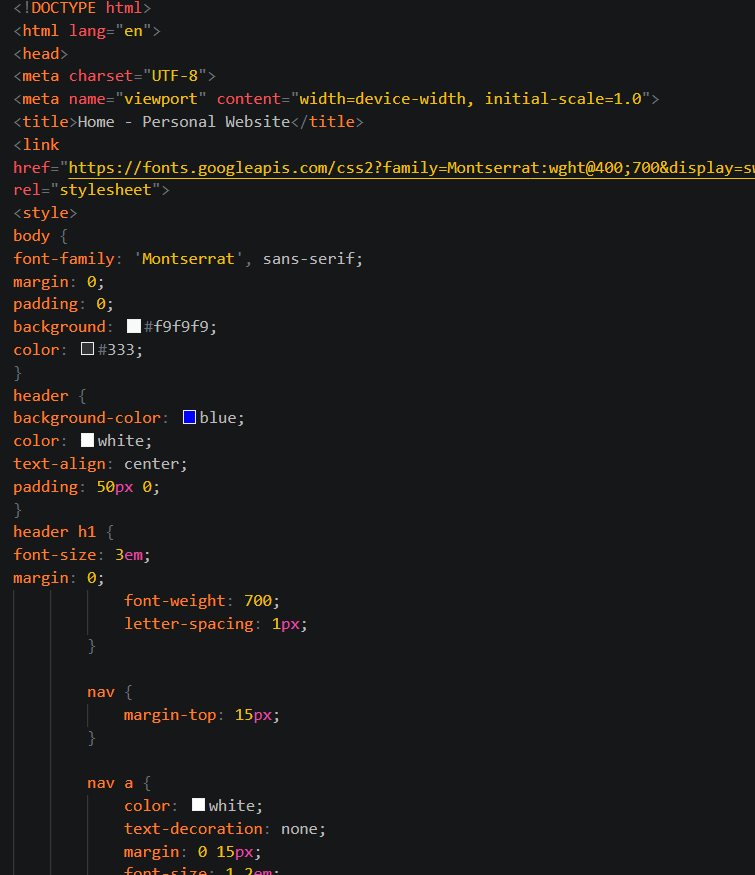 <!DOCTYPE html>
<html lang="en">
<head>
<meta charset="UTF-8">
<meta name="viewport" content="width=device-width, initial-scale=1.0">
<title>Home - Personal Website</title>
<link
href="https://fonts.googleapis.com/css2?family=Montserrat:wght@400;700&display=sw
rel="stylesheet">
<style>
body {
font-family: 'Montserrat', sans-serif;
margin: 0;
padding: 0;
background: #f9f9f9;
color: #333;
}
header {
background-color: blue;
color: white;
text-align: center;
padding: 50px 0;
}
header h1 {
font-size: 3em;
margin: 0;
font-weight: 700;
letter-spacing: 1px;
}
nav {
margin-top: 15px;
}
nav a {
color: white;
text-decoration: none;
margin: 0 15px;
font-size: 1.2em;